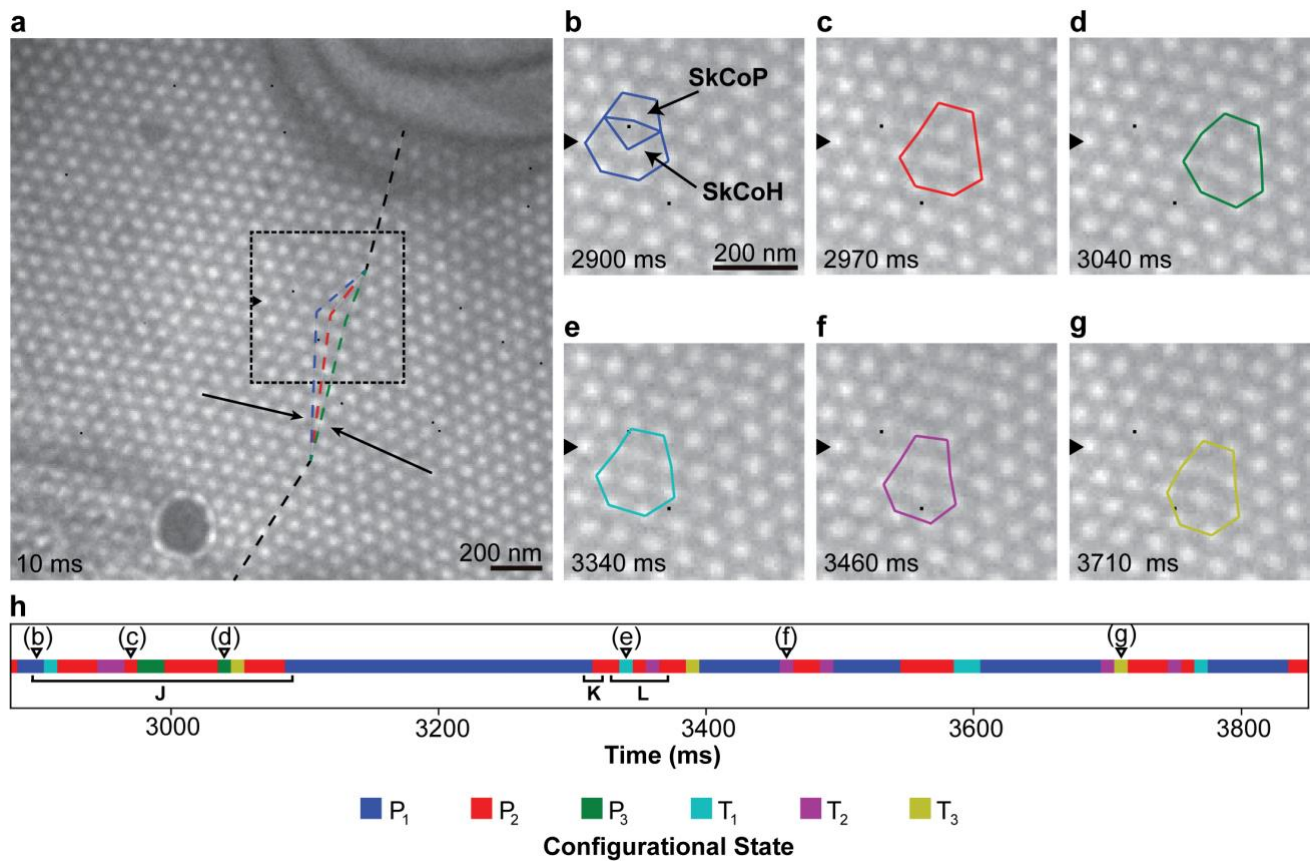 a
b
c
d
SkCoP
SkCoH
10 ms
200 nm
2900 ms
200 nm
2970 ms
3040 ms
e
f
g
3340 ms
3460 ms
3710 ms
h
(b)
(c)
(d)
(e)
(f)
(g)
J
K
L
3000
3200
3400
3600
3800
Time (ms)
P₁
P₂
P₃
T₁
T₂
T₃
Configurational State